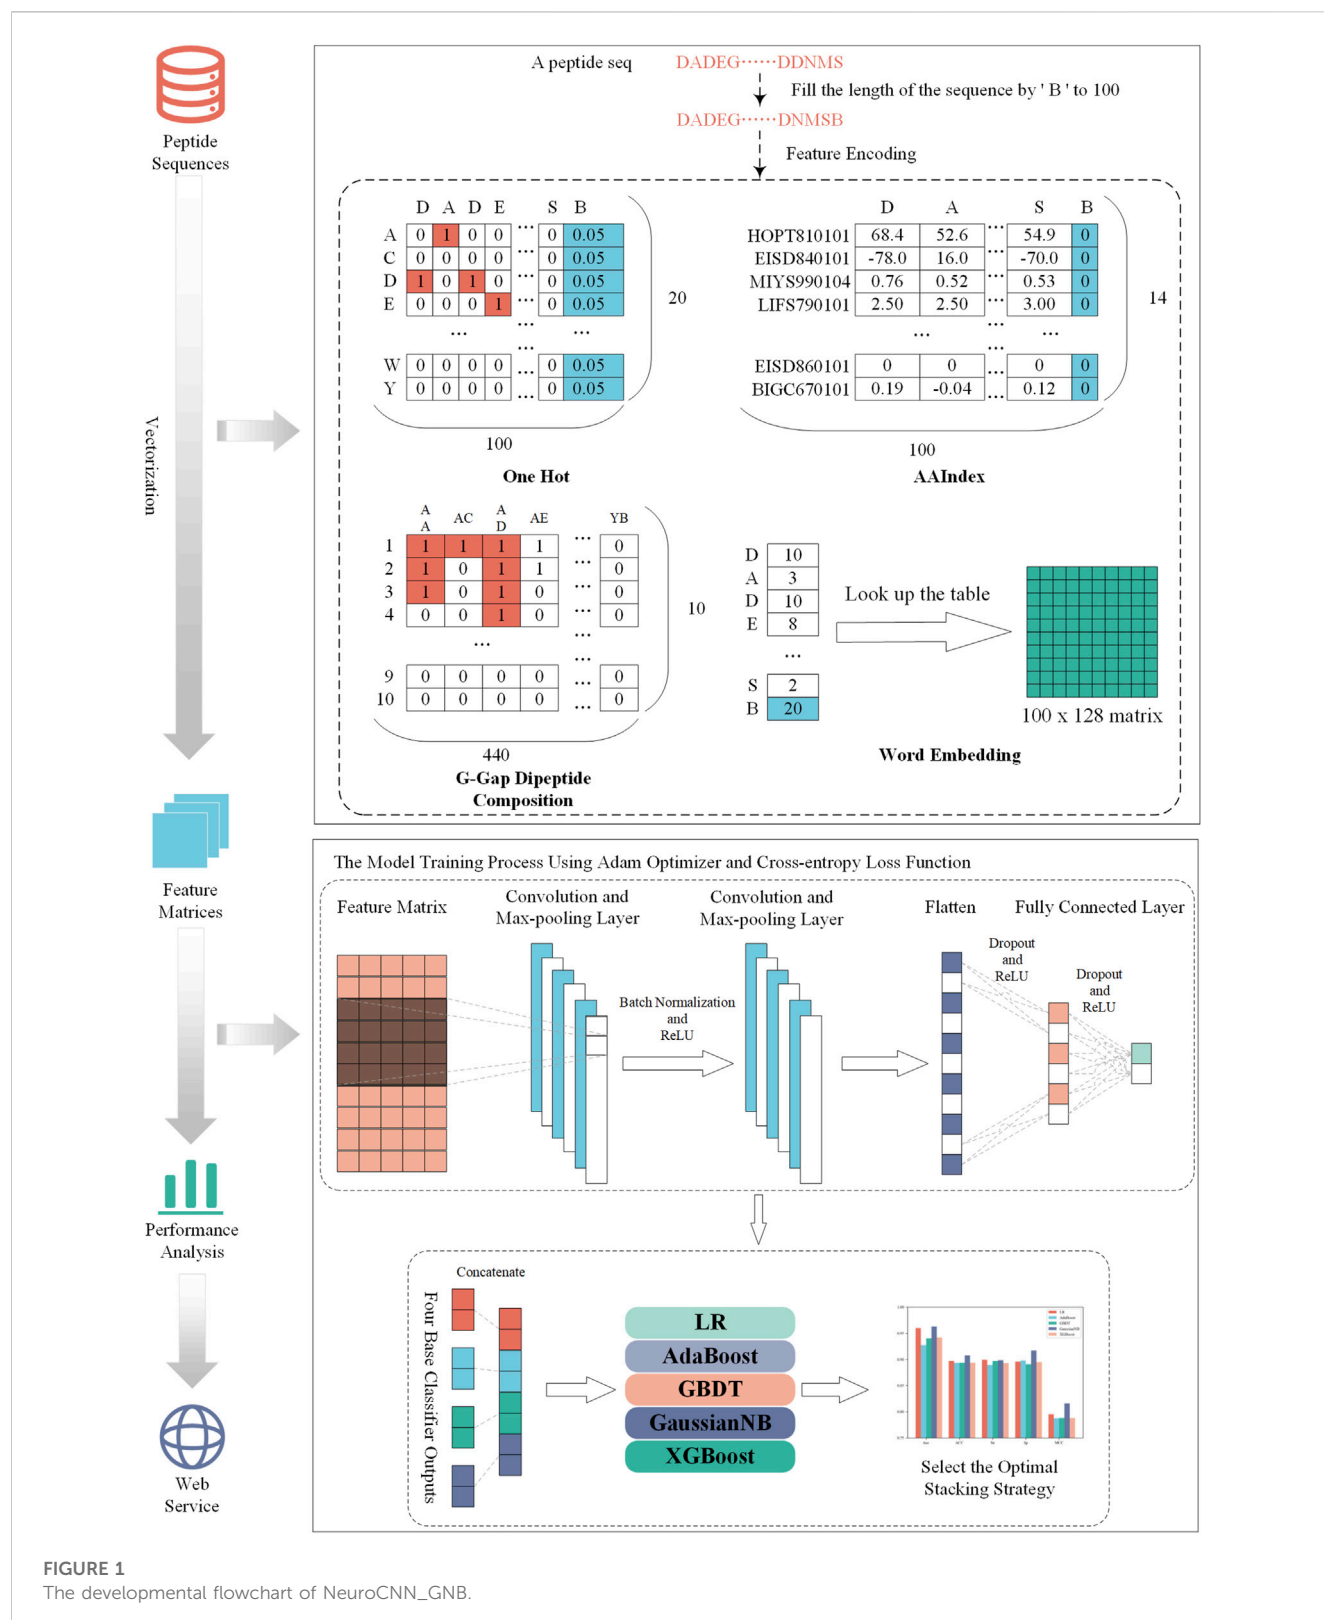 Peptide
Sequences
Vectorization
Feature
Matrices
Performance
Analysis
Web
Service
A peptide seq DADEG······DDNMS
Fill the length of the sequence by ' B ' to 100
DADEG······DNMSB
Feature Encoding
D A D E S B
A 0 1 0 0 ... 0 0.05
C 0 0 0 0 ... 0 0.05
D 1 0 1 0 ... 0 0.05
E 0 0 0 1 ... 0 0.05
... ... ...
W 0 0 0 0 ... 0 0.05
Y 0 0 0 0 ... 0 0.05
20
100
One Hot
D A S B
HOPT810101 68.4 52.6 ... 54.9 0
EISD840101 -78.0 16.0 ... -70.0 0
MIYS990104 0.76 0.52 ... 0.53 0
LIFS790101 2.50 2.50 ... 3.00 0
... ... ...
EISD860101 0 0 ... 0 0
BIGC670101 0.19 -0.04 ... 0.12 0
14
100
AAIndex
A
A AC A
D AE YB
1 1 1 1 1 ... 0
2 1 0 1 1 ... 0
3 1 0 1 0 ... 0
4 0 0 1 0 ... 0
... ...
9 0 0 0 0 ... 0
10 0 0 0 0 ... 0
10
440
G-Gap Dipeptide
Composition
D 10
A 3
D 10
E 8
...
S 2
B 20
Look up the table
100 x 128 matrix
Word Embedding
The Model Training Process Using Adam Optimizer and Cross-entropy Loss Function
Feature Matrix
Convolution and
Max-pooling Layer
Batch Normalization
and
ReLU
Convolution and
Max-pooling Layer
Flatten
Fully Connected Layer
Dropout
and
ReLU
Dropout
and
ReLU
Four Base Classifier Outputs
Concatenate
LR
AdaBoost
GBDT
GaussianNB
XGBoost
LR
AdaBoost
GBDT
GaussianNB
XGBoost
Select the Optimal
Stacking Strategy
FIGURE 1
The developmental flowchart of NeuroCNN_GNB.